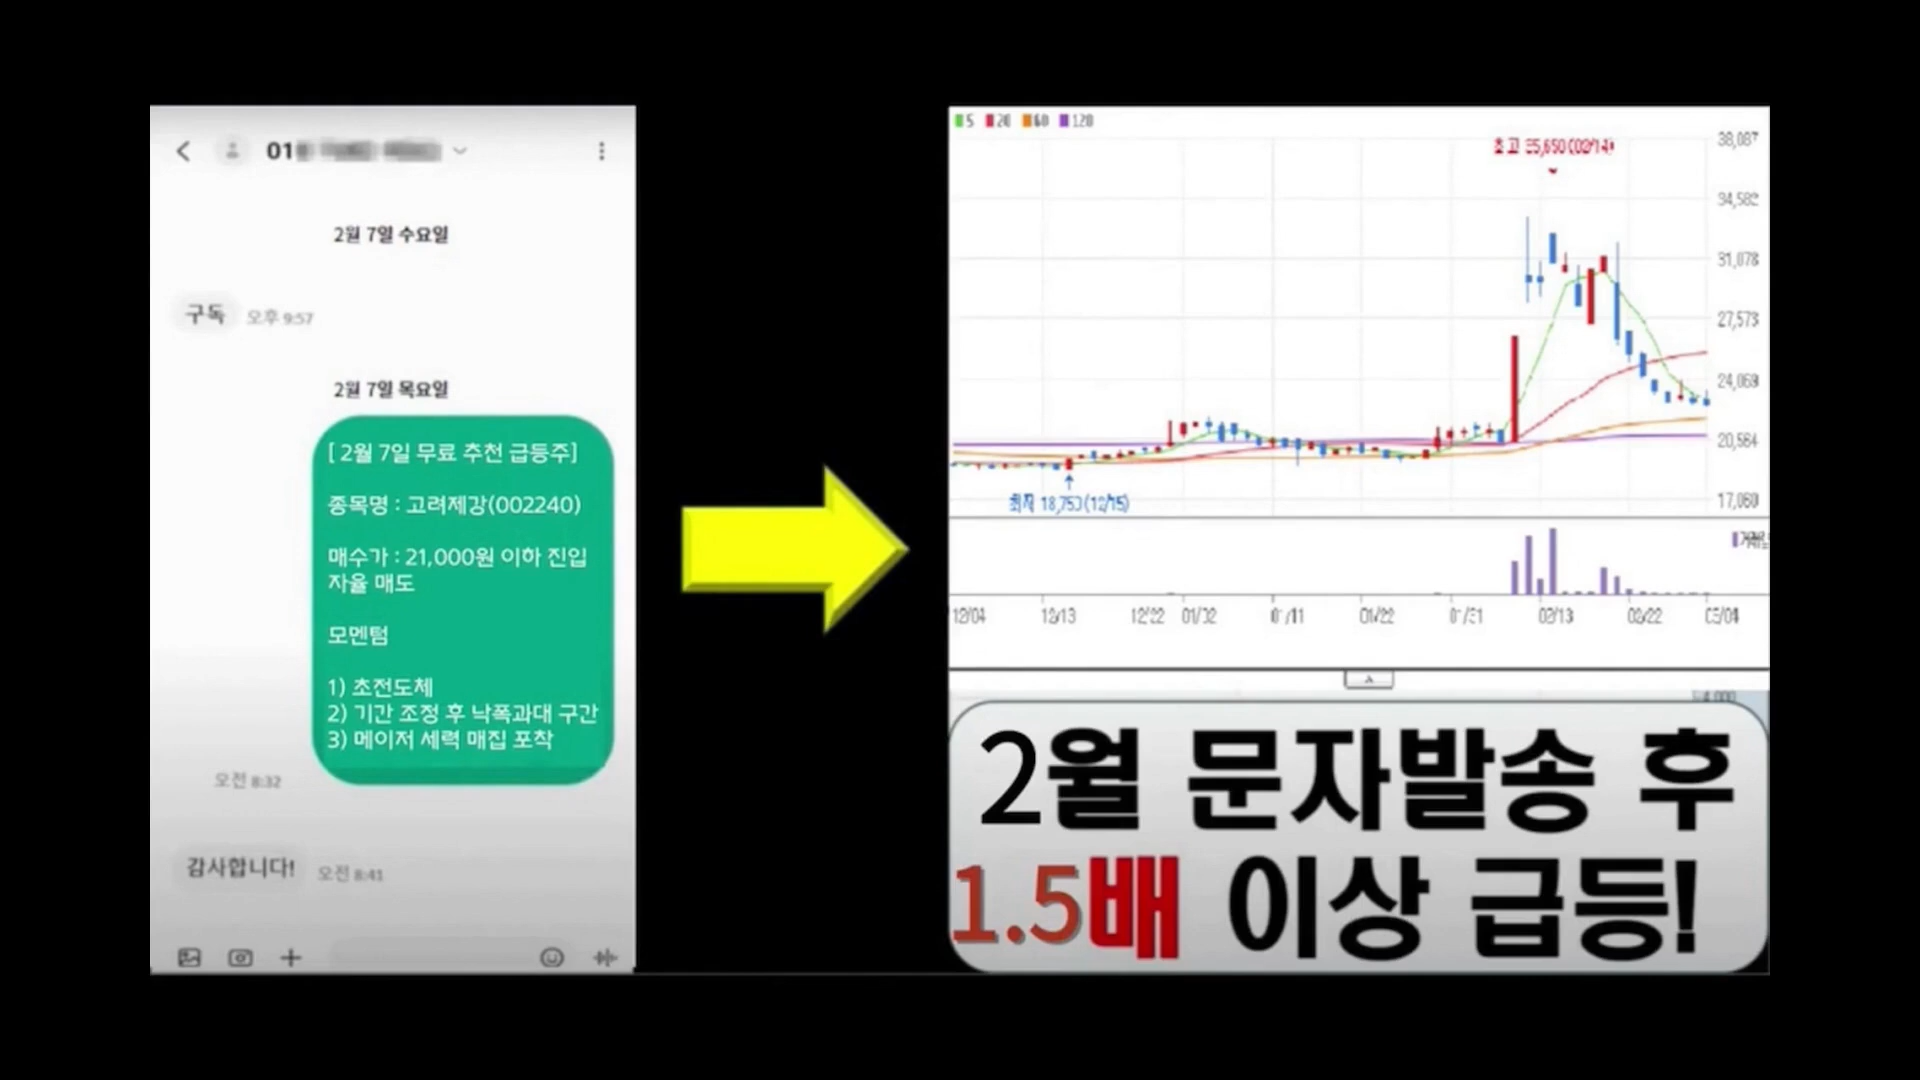 2월 7일 수요일
구독 오후 9:57
2월 7일 목요일
[ 2월 7일 무료 추천 급등주]
종목명 : 고려제강(002240)
매수가 : 21,000원 이하 진입
자율 매도
모멘텀
1) 초전도체
2) 기간 조정 후 낙폭과대 구간
3) 메이저 세력 매집 포착
오전 8:32
감사합니다! 오전 8:41
5 20 60 120
38,087
34,582
31,078
27,573
24,069
20,564
17,060
12/04 12/13 12/22 01/11 01/22 01/31 02/13 02/22
2월 문자발송 후
1.5배 이상 급등!